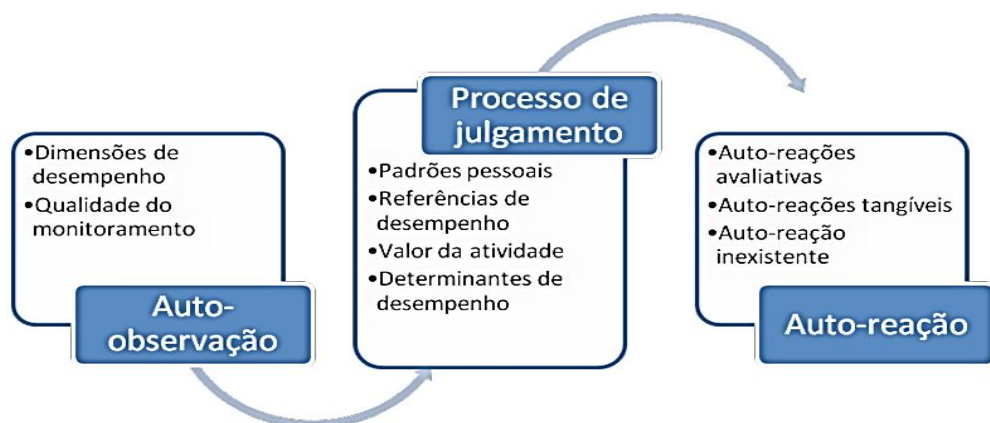 •Dimensões de
desempenho
•Qualidade do
monitoramento
Auto-
observação
Processo de
julgamento
•Padrões pessoais
•Referências de
desempenho
•Valor da atividade
•Determinantes de
desempenho
•Auto-reações
avaliativas
•Auto-reações tangíveis
•Auto-reação
inexistente
Auto-reação